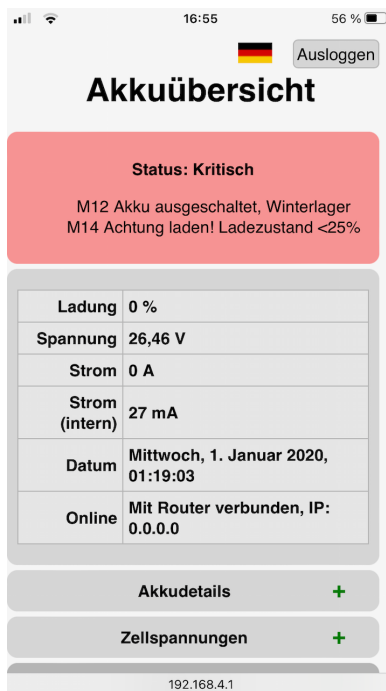 16:55
56 %
Ausloggen
Akkuübersicht
Status: Kritisch
M12 Akku ausgeschaltet, Winterlager
M14 Achtung laden! Ladezustand <25%
Ladung 0 %
Spannung 26,46 V
Strom 0 A
Strom
(intern) 27 mA
Datum Mittwoch, 1. Januar 2020,
01:19:03
Online Mit Router verbunden, IP:
0.0.0.0
Akkudetails +
Zellspannungen +
192.168.4.1